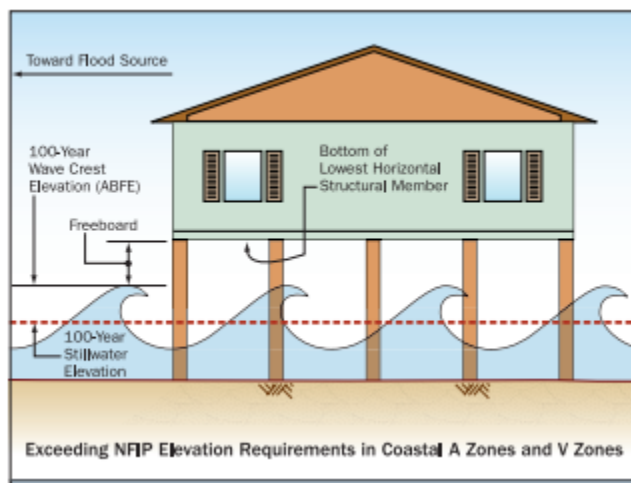 Toward Flood Source
100-Year
Wave Crest
Elevation (ABFE)
Bottom of
Lowest Horizontal
Structural Member
Freeboard
100-Year
Stillwater
Elevation
Exceeding NFIP Elevation Requirements in Coastal A Zones and V Zones